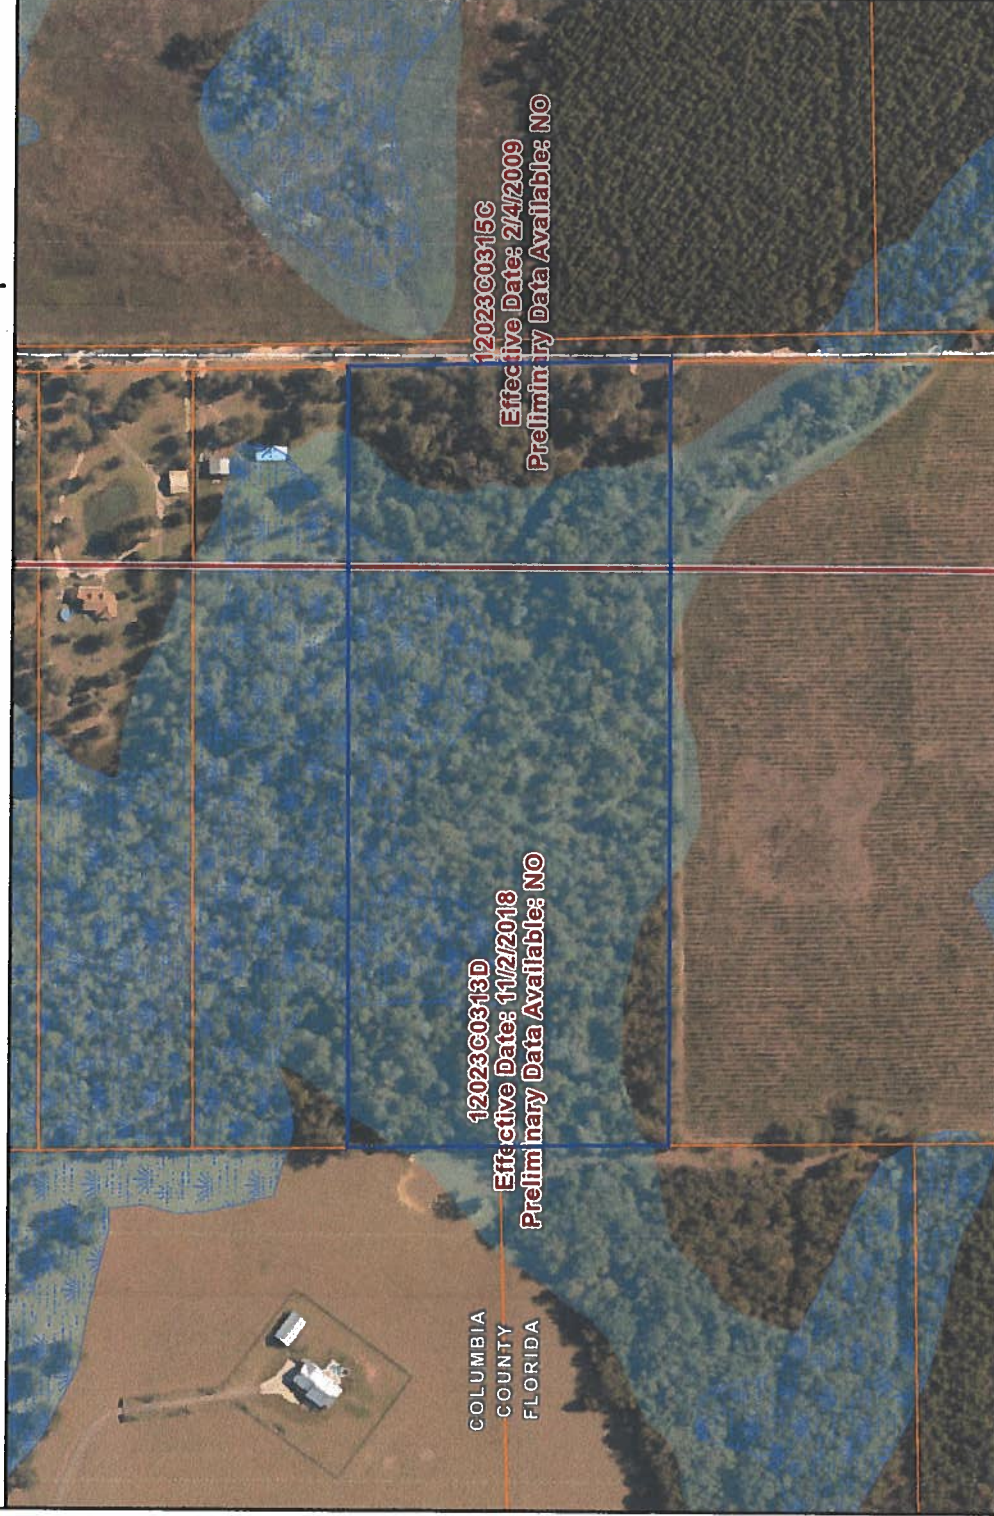 12023C0315C
Effective Date: 2/4/2009
Preliminary Data Available: NO
12023C0313D
Effective Date: 11/2/2018
Preliminary Data Available: NO
COLUMBIA
COUNTY
FLORIDA